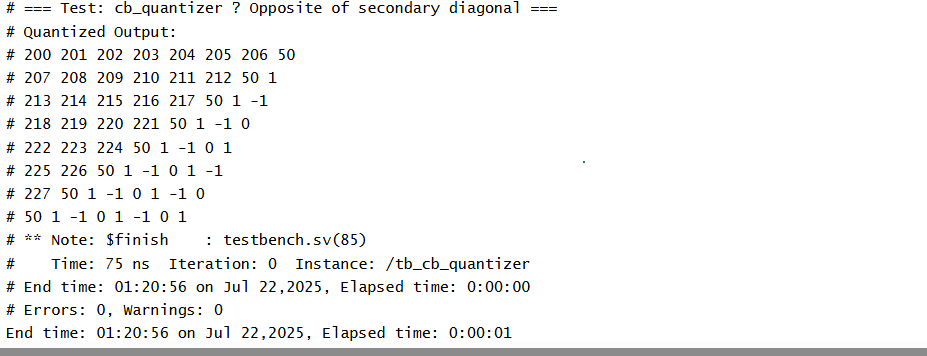 # === Test: cb_quantizer ? Opposite of secondary diagonal ===
# Quantized Output:
# 200 201 202 203 204 205 206 50
# 207 208 209 210 211 212 50 1
# 213 214 215 216 217 50 1 -1
# 218 219 220 221 50 1 -1 0
# 222 223 224 50 1 -1 0 1
# 225 226 50 1 -1 0 1 -1
# 227 50 1 -1 0 1 -1 0
# 50 1 -1 0 1 -1 0 1
# ** Note: $finish    : testbench.sv(85)
#    Time: 75 ns  Iteration: 0  Instance: /tb_cb_quantizer
# End time: 01:20:56 on Jul 22,2025, Elapsed time: 0:00:00
# Errors: 0, Warnings: 0
End time: 01:20:56 on Jul 22,2025, Elapsed time: 0:00:01